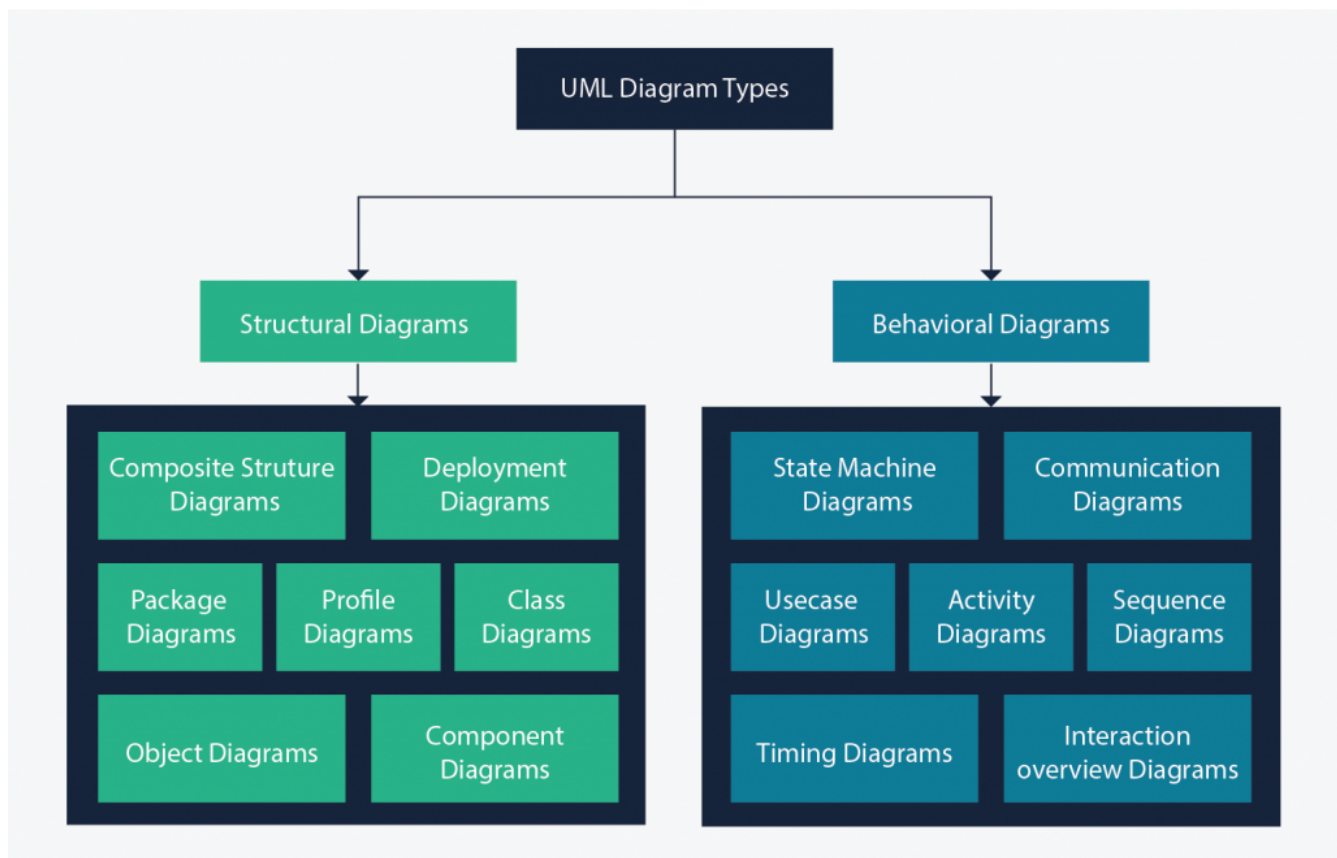 UML Diagram Types
Structural Diagrams
Behavioral Diagrams
Composite Struture
Diagrams
Deployment
Diagrams
Package
Diagrams
Profile
Diagrams
Class
Diagrams
Object Diagrams
Component
Diagrams
State Machine
Diagrams
Communication
Diagrams
Usecase
Diagrams
Activity
Diagrams
Sequence
Diagrams
Timing Diagrams
Interaction
overview Diagrams